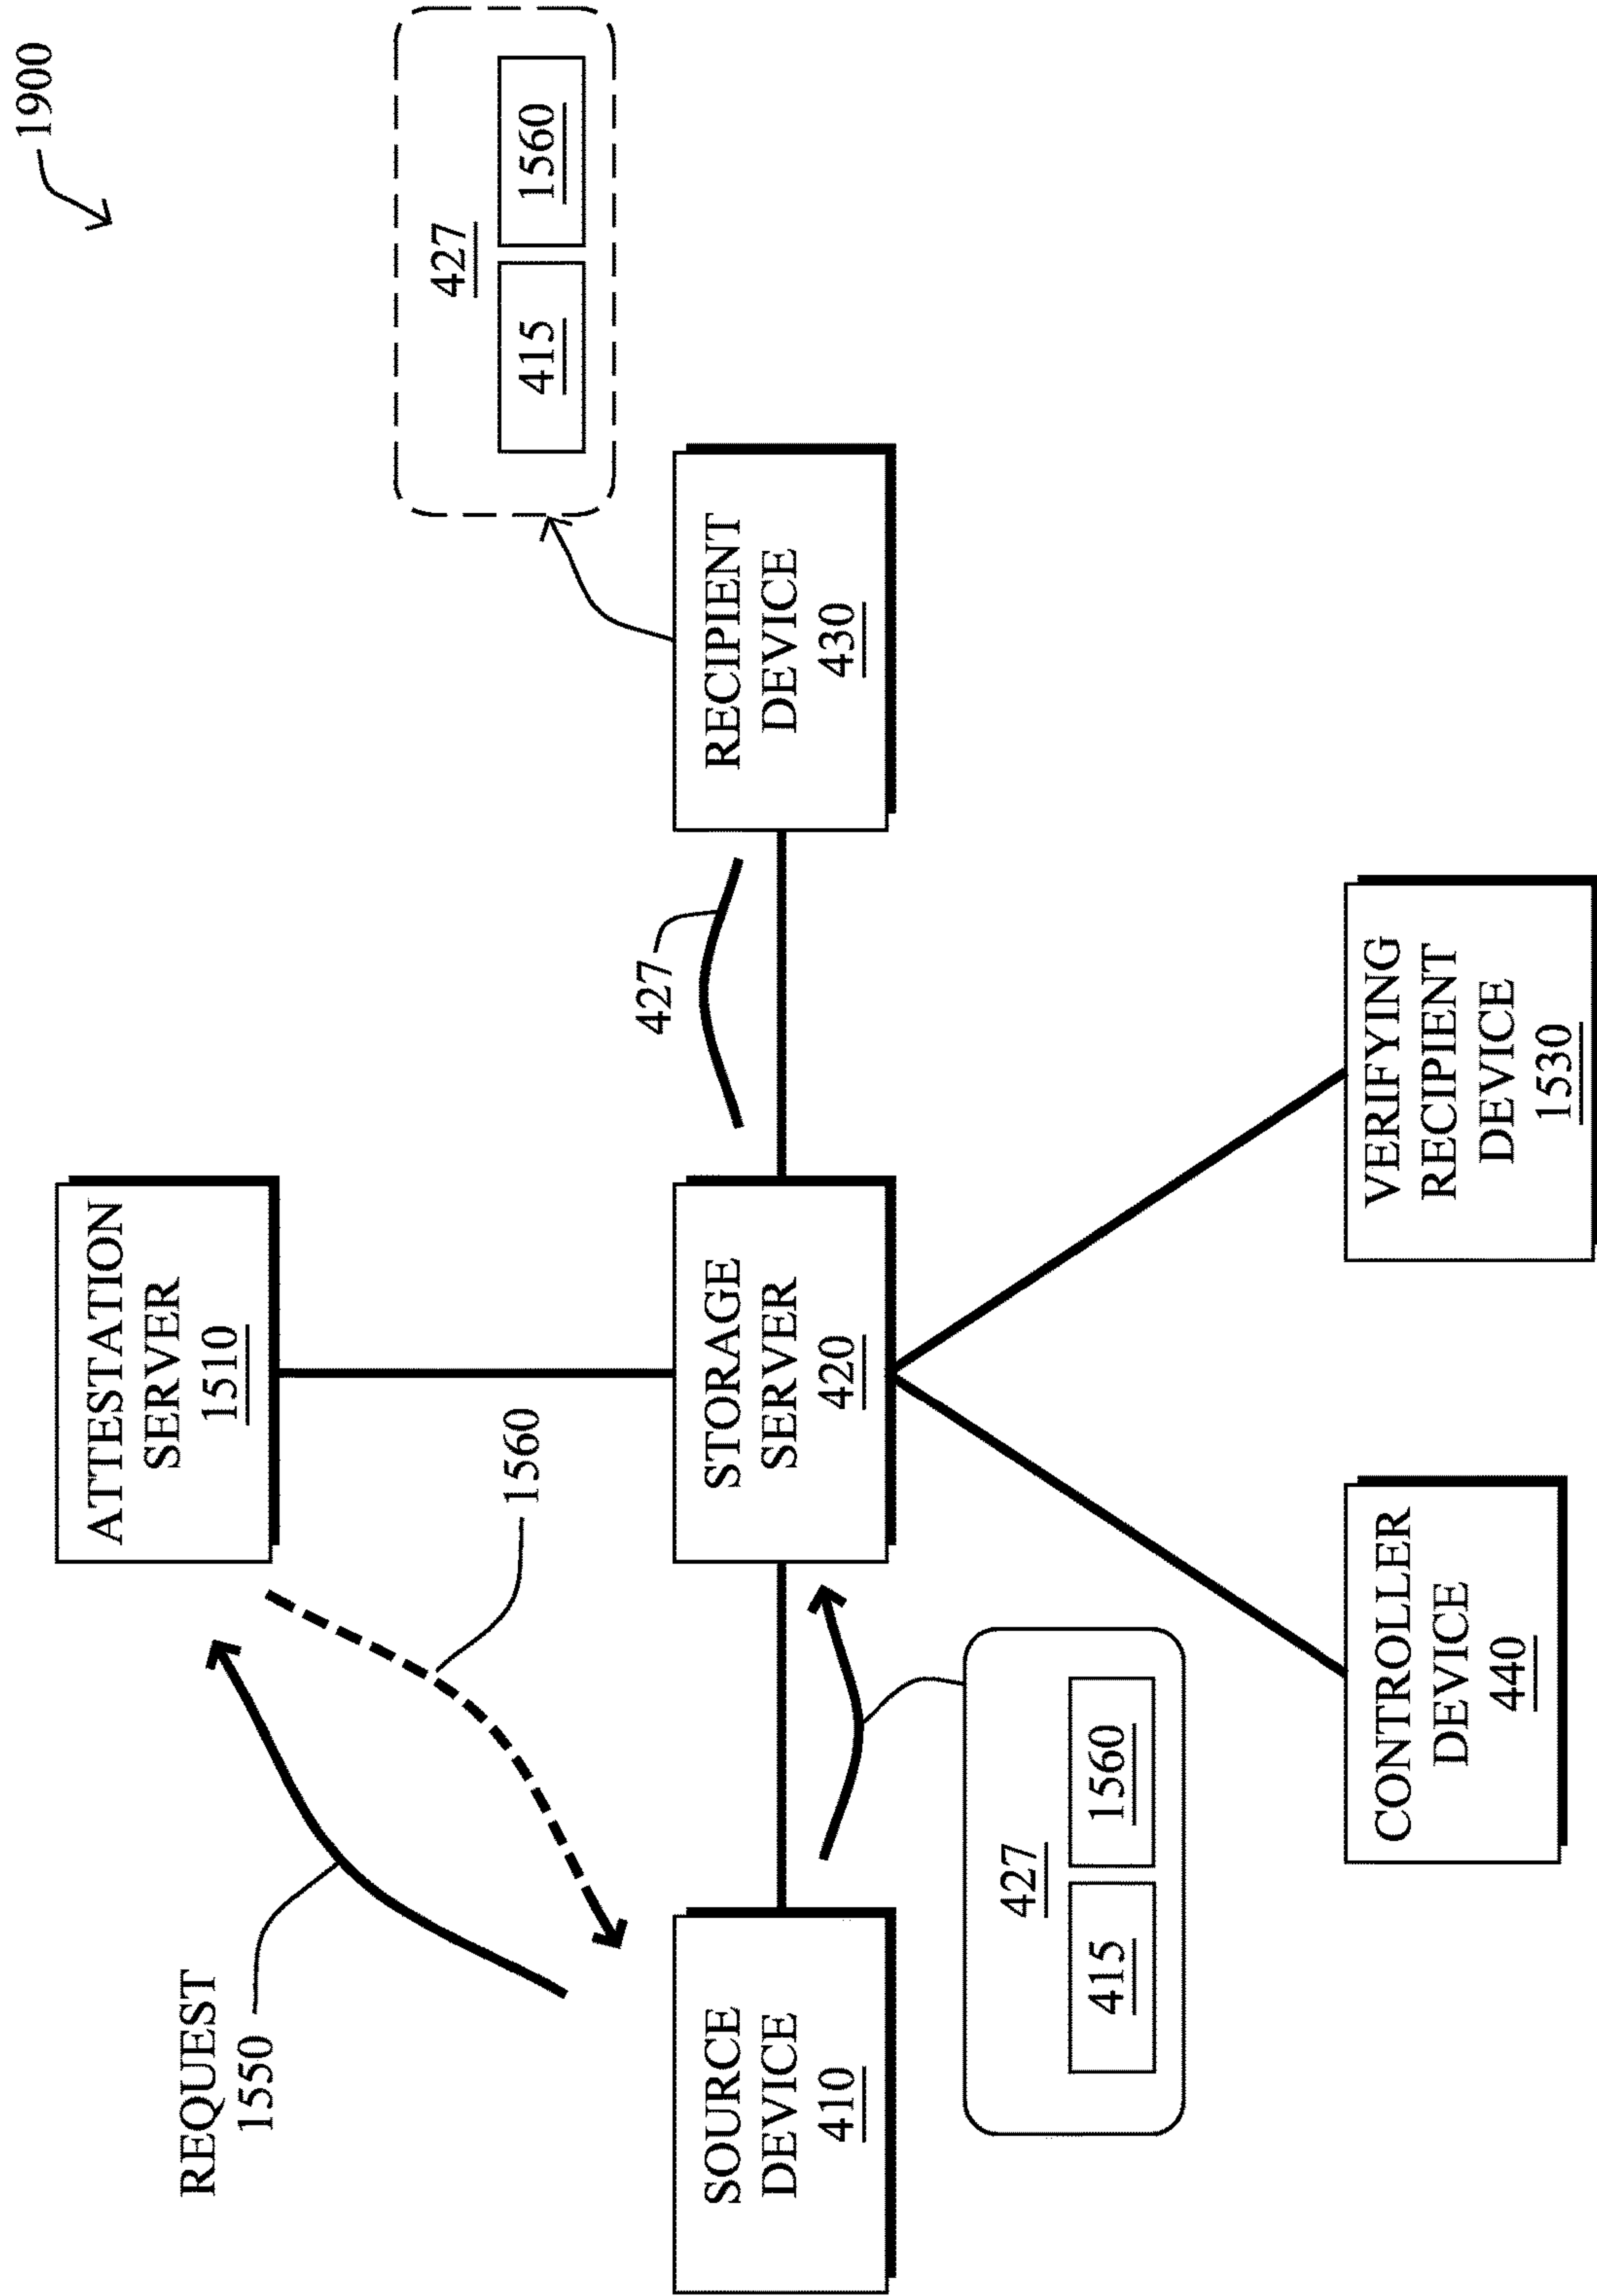 1900
ATTESTATION
SERVER
1510
REQUEST
1550
1560
427
415
1560
427
SOURCE
DEVICE
410
STORAGE
SERVER
420
RECIPIENT
DEVICE
430
427
415
1560
CONTROLLER
DEVICE
440
VERIFYING
RECIPIENT
DEVICE
1530